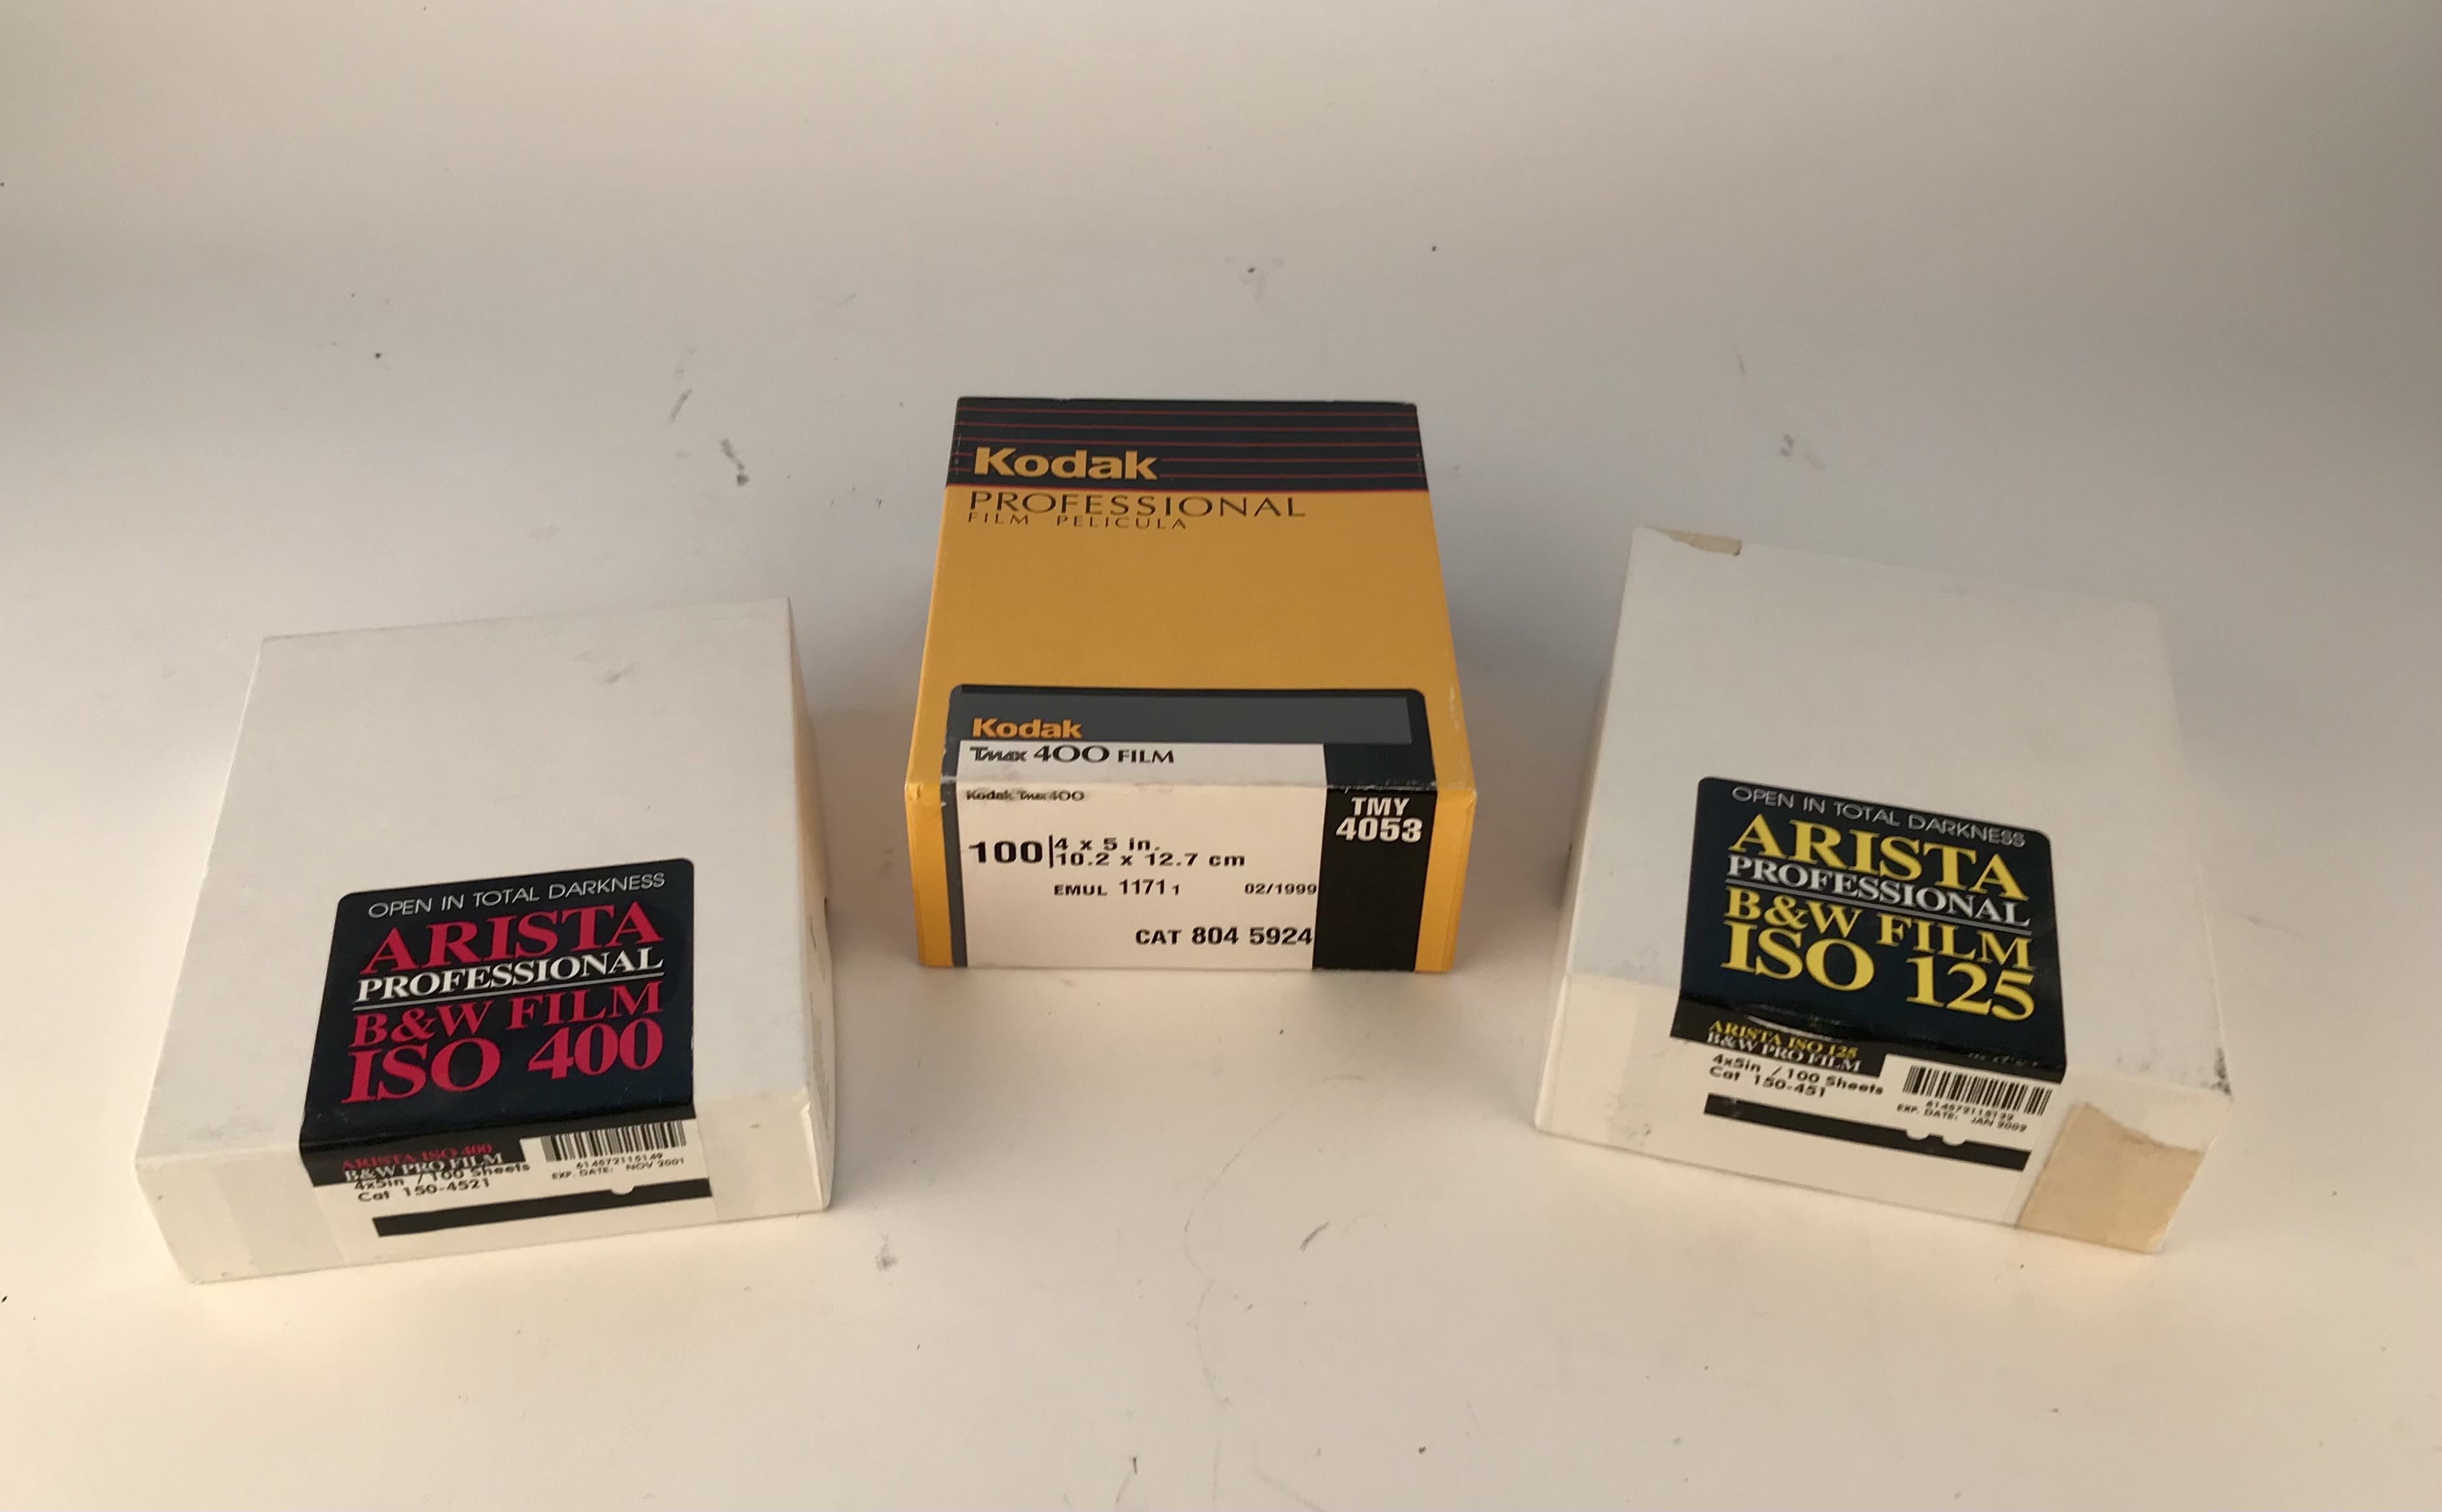 OPEN IN TOTAL DARKNESS
ARISTA
PROFESSIONAL
B&W FILM
ISO 400
ARISTA ISO 400
B&W PRO FILM
4x5in / 100 Sheets
Cat 150-4521
EXP. DATE: NOV 2001
Kodak
PROFESSIONAL
FILM PELICULA
Kodak
Tmax 400 FILM
Kodak Tmax 400
TMY
4053
100 4 x 5 in.
10.2 x 12.7 cm
EMUL 1171 1 02/1999
CAT 804 5924
OPEN IN TOTAL DARKNESS
ARISTA
PROFESSIONAL
B&W FILM
ISO 125
ARISTA ISO 125
B&W PRO FILM
4x5in / 100 Sheets
Cat 150-451
EXP. DATE: JAN 2002